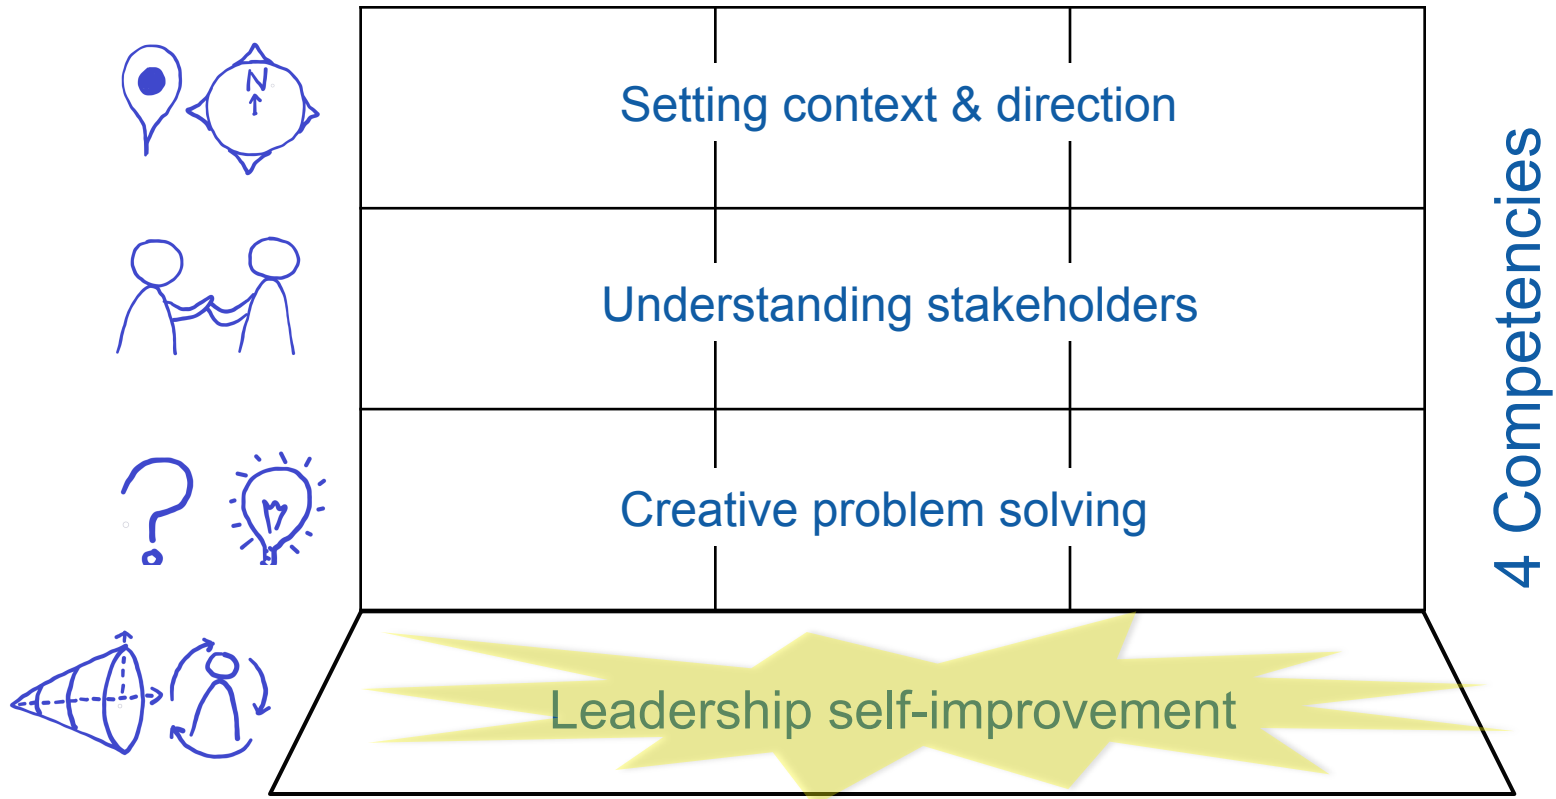 N
Setting context & direction
Understanding stakeholders
Creative problem solving
Leadership self-improvement
4 Competencies